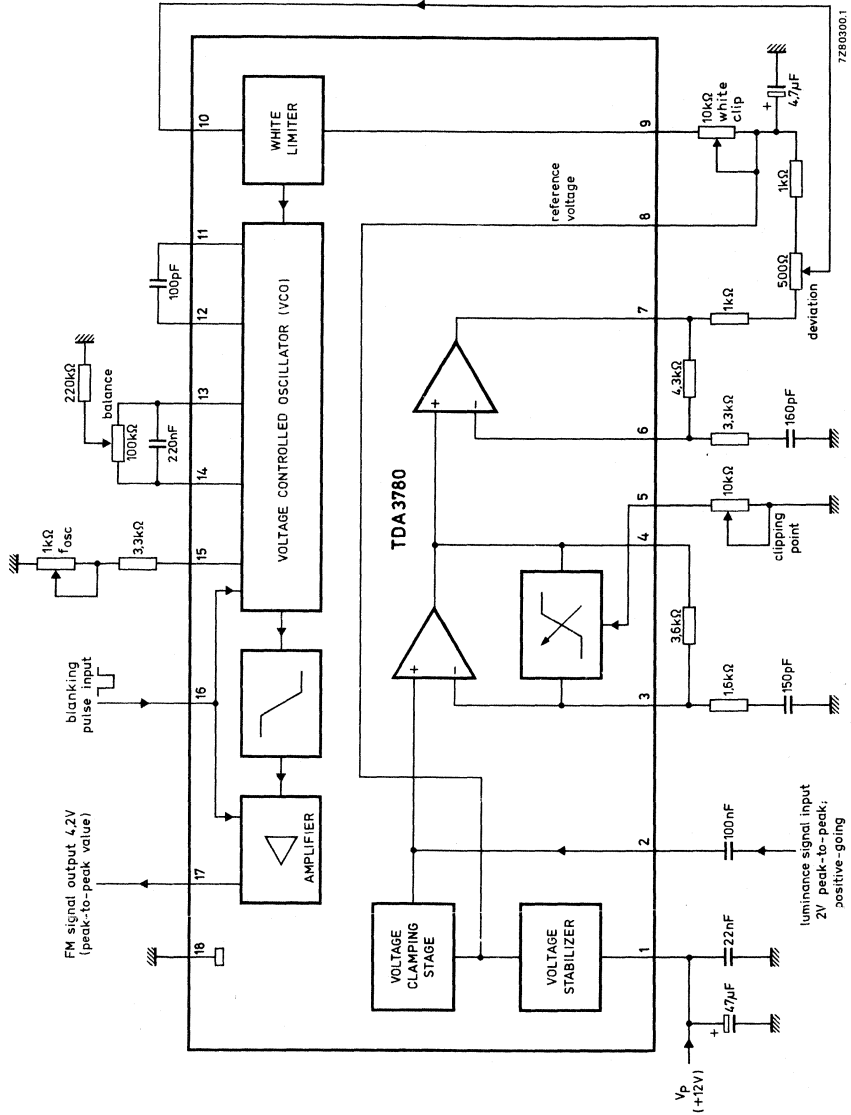 7Z80300.1
10
WHITE
LIMITER
9
10kΩ
white
clip
+
4,7µF
11
12
100pF
reference
voltage
8
1kΩ
500Ω
deviation
220kΩ
balance
100kΩ
220nF
13
14
VOLTAGE CONTROLLED OSCILLATOR (VCO)
7
1kΩ
4,3kΩ
+
−
6
3,3kΩ
160pF
TDA3780
5
10kΩ
clipping
point
4
1kΩ
fosc
3,3kΩ
15
3,6kΩ
+
−
3
1,6kΩ
150pF
blanking
pulse input
16
FM signal output 4,2V
(peak-to-peak value)
17
AMPLIFIER
2
100nF
luminance signal input
2V peak-to-peak;
positive-going
18
VOLTAGE
CLAMPING
STAGE
VOLTAGE
STABILIZER
1
22nF
+
47µF
VP
(+12V)